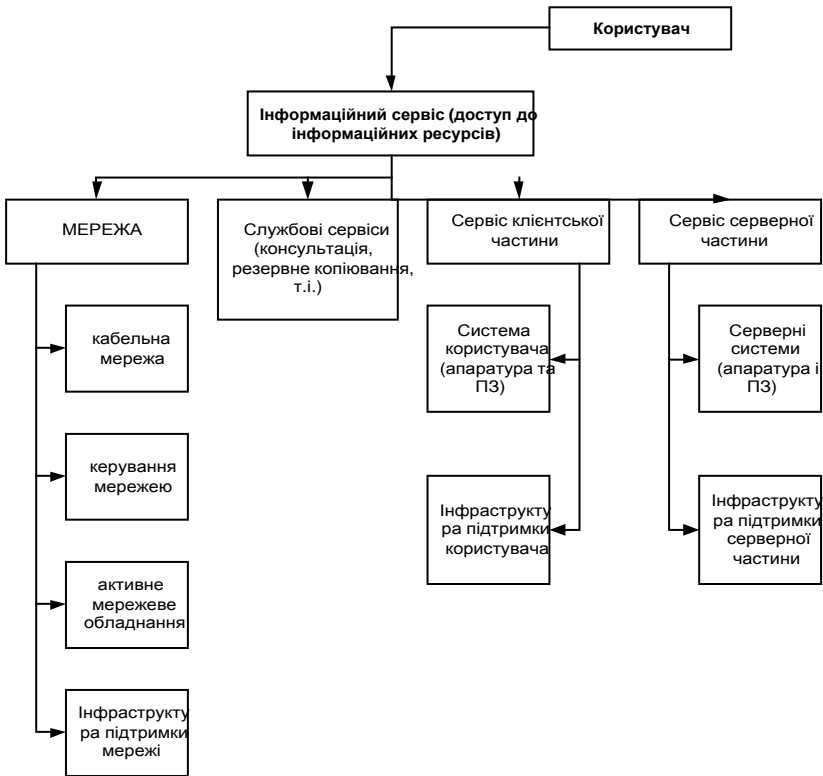 Користувач
Інформаційний сервіс (доступ до
інформаційних ресурсів)
МЕРЕЖА
Службові сервіси
(консультація,
резервне копіювання,
т.і.)
Сервіс клієнтської
частини
Сервіс серверної
частини
кабельна
мережа
керування
мережею
активне
мережеве
обладнання
Інфраструкту
ра підтримки
мережі
Система
користувача
(апаратура та
ПЗ)
Інфраструкту
ра підтримки
користувача
Серверні
системи
(апаратура і
ПЗ)
Інфраструкту
ра підтримки
серверної
частини